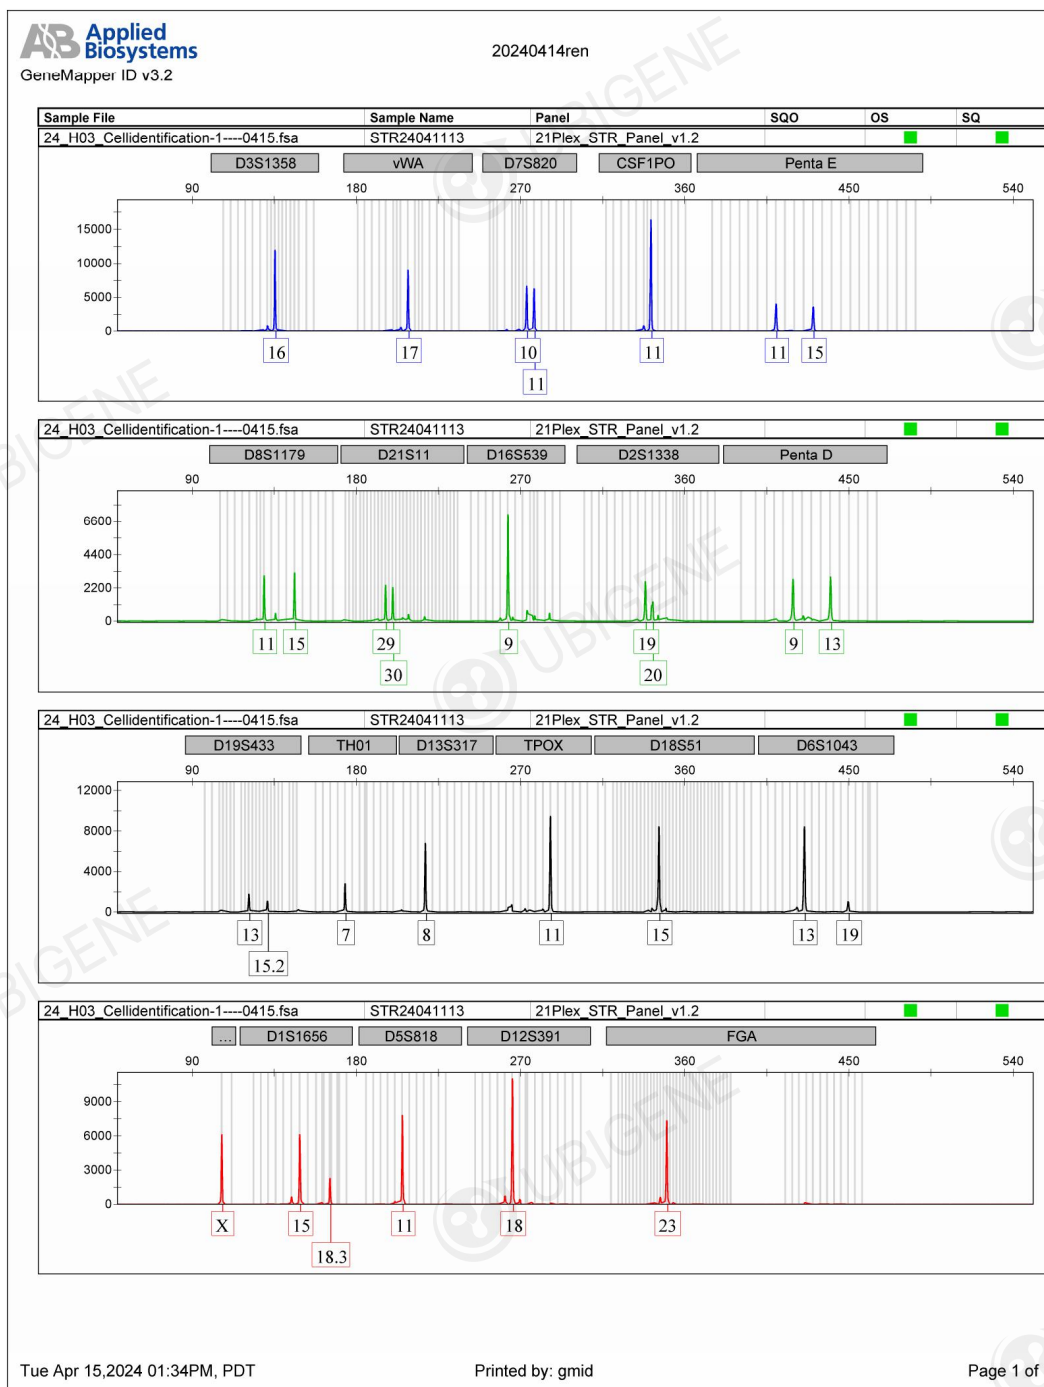 AB Applied
Biosystems
20240414ren
GeneMapper ID v3.2
Sample File Sample Name Panel SQO OS SQ
24_H03_Cellidentification-1----0415.fsa STR24041113 21Plex_STR_Panel_v1.2
D3S1358 vWA D7S820 CSF1PO Penta E
90 180 270 360 450 540
15000
10000
5000
0
16 17 10 11 11 15
11
24_H03_Cellidentification-1----0415.fsa STR24041113 21Plex_STR_Panel_v1.2
D8S1179 D21S11 D16S539 D2S1338 Penta D
90 180 270 360 450 540
6600
4400
2200
0
11 15 29 9 19 9 13
30 20
24_H03_Cellidentification-1----0415.fsa STR24041113 21Plex_STR_Panel_v1.2
D19S433 TH01 D13S317 TPOX D18S51 D6S1043
90 180 270 360 450 540
12000
8000
4000
0
13 7 8 11 15 13 19
15.2
24_H03_Cellidentification-1----0415.fsa STR24041113 21Plex_STR_Panel_v1.2
... D1S1656 D5S818 D12S391 FGA
90 180 270 360 450 540
9000
6000
3000
0
X 15 11 18 23
18.3
Tue Apr 15,2024 01:34PM, PDT Printed by: gmid Page 1 of
UBIGENE
UBIGENE
UBIGENE
UBIGENE
UBIGENE